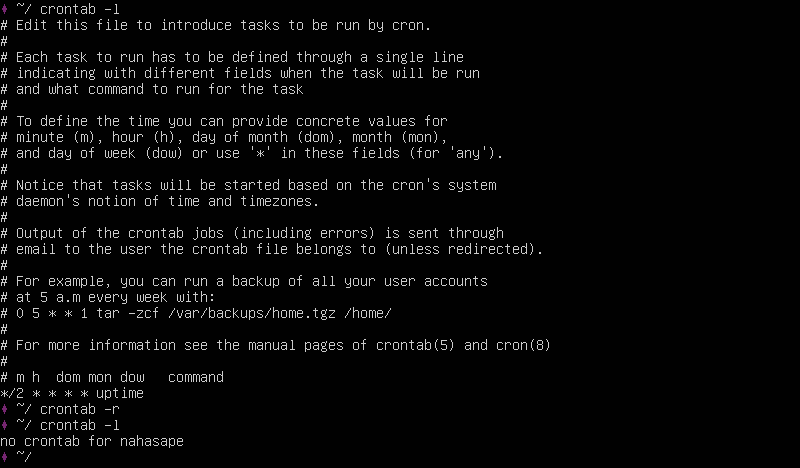 ♦ ~/ crontab -l
# Edit this file to introduce tasks to be run by cron.
#
# Each task to run has to be defined through a single line
# indicating with different fields when the task will be run
# and what command to run for the task
#
# To define the time you can provide concrete values for
# minute (m), hour (h), day of month (dom), month (mon),
# and day of week (dow) or use '*' in these fields (for 'any').
#
# Notice that tasks will be started based on the cron's system
# daemon's notion of time and timezones.
#
# Output of the crontab jobs (including errors) is sent through
# email to the user the crontab file belongs to (unless redirected).
#
# For example, you can run a backup of all your user accounts
# at 5 a.m every week with:
# 0 5 * * 1 tar -zcf /var/backups/home.tgz /home/
#
# For more information see the manual pages of crontab(5) and cron(8)
#
# m h  dom mon dow   command
*/2 * * * * uptime
♦ ~/ crontab -r
♦ ~/ crontab -l
no crontab for nahasape
♦ ~/